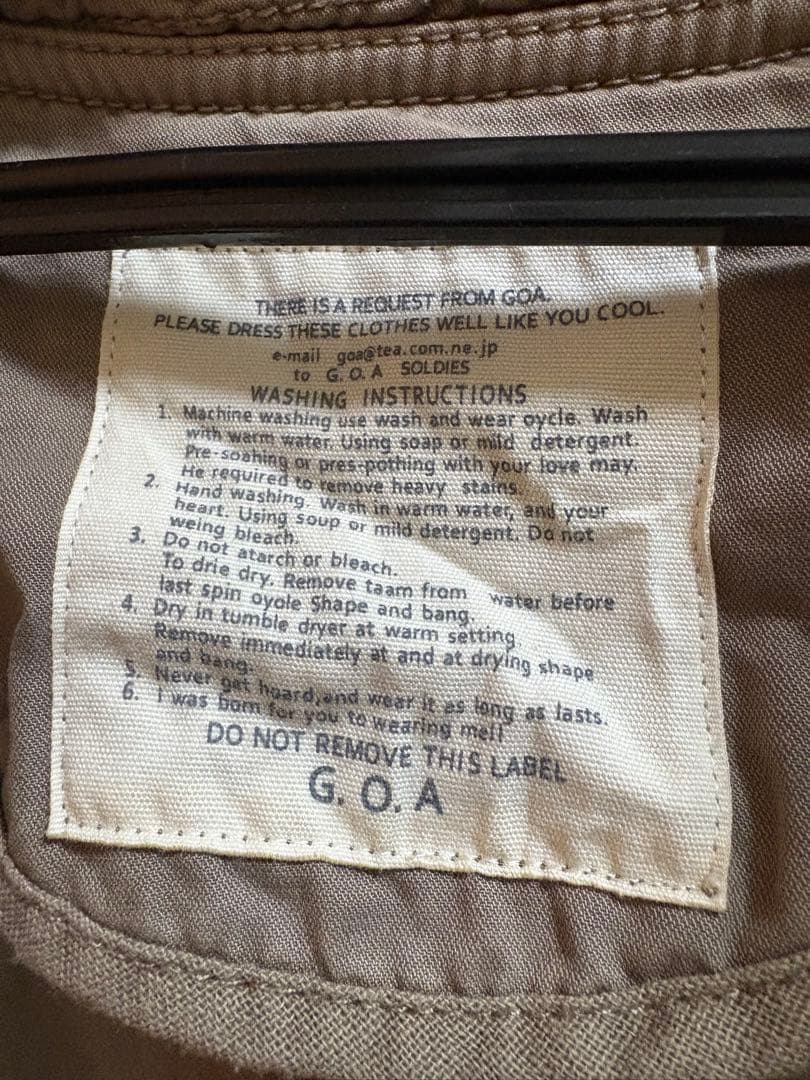 THERE IS A REQUEST FROM GOA.
PLEASE DRESS THESE CLOTHES WELL LIKE YOU COOL.
e-mail goa@tea.com.ne.jp
to G. O. A SOLDIES
WASHING INSTRUCTIONS
1. Machine washing use wash and wear oycle. Wash
with warm water. Using soap or mild detergent.
Pre-soahing or pres-pothing with your love may.
He required to remove heavy stains.
2. Hand washing. Wash in warm water, and your
heart. Using soup or mild detergent. Do not
weing bleach.
3. Do not atarch or bleach.
To drie dry. Remove taam from water before
last spin oyole Shape and bang.
4. Dry in tumble dryer at warm setting.
Remove immediately at and at drying shape
and bang.
5. Never get hoard,and wear it as long as lasts.
6. I was born for you to wearing mell
DO NOT REMOVE THIS LABEL
G. O. A